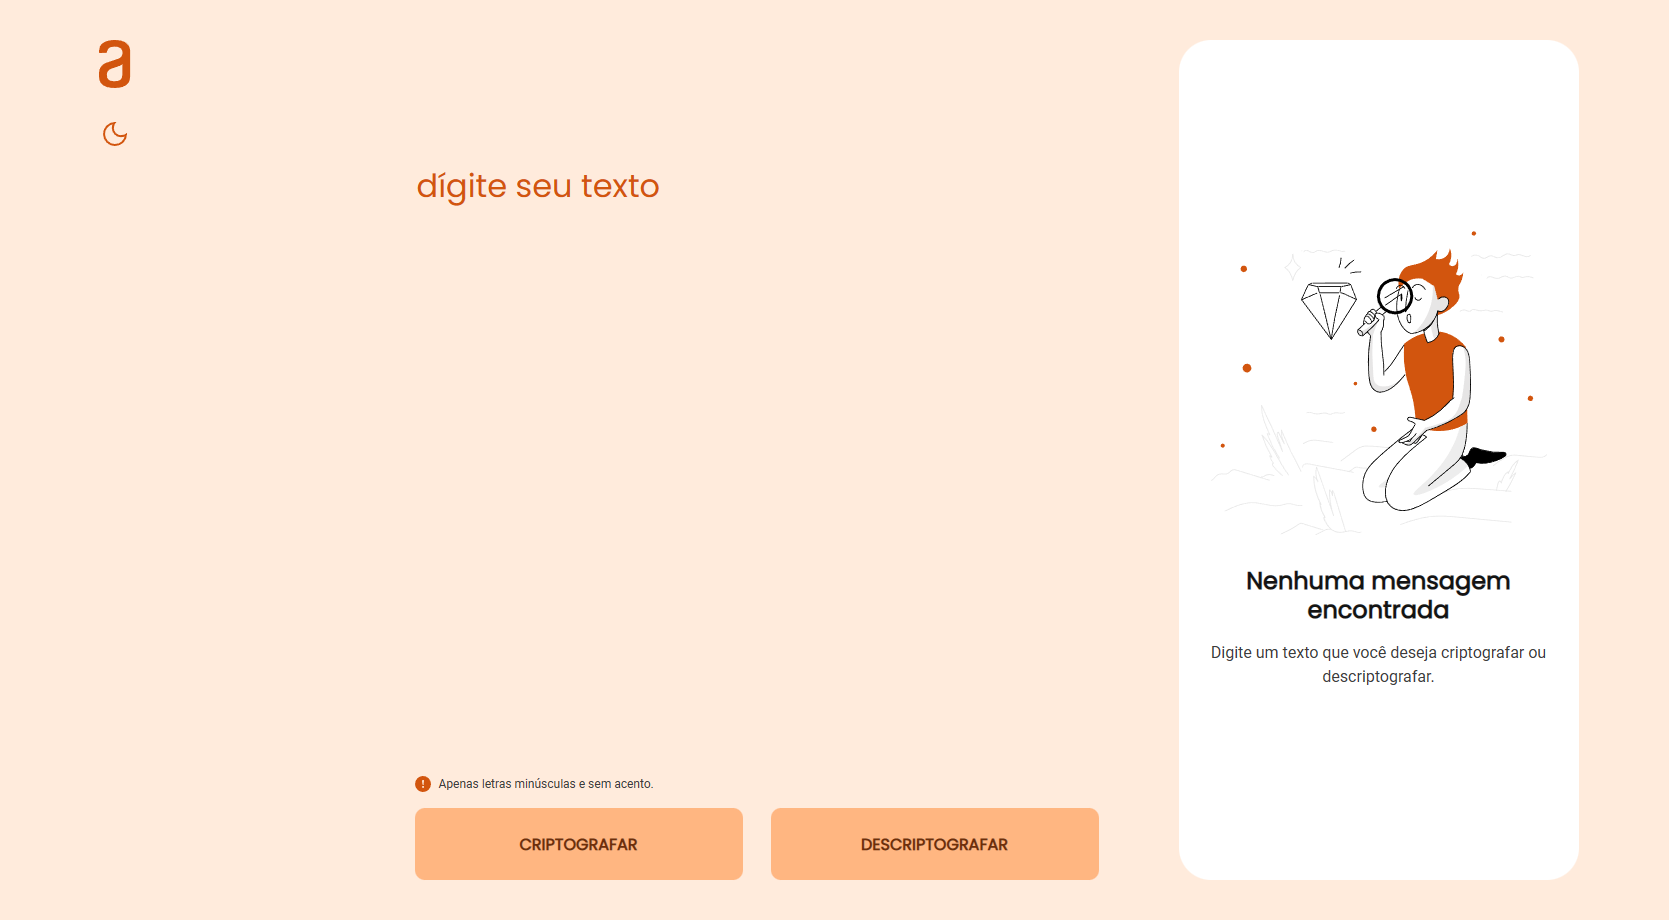 a
dígite seu texto
Nenhuma mensagem
encontrada
Digite um texto que você deseja criptografar ou
descriptografar.
! Apenas letras minúsculas e sem acento.
CRIPTOGRAFAR
DESCRIPTOGRAFAR